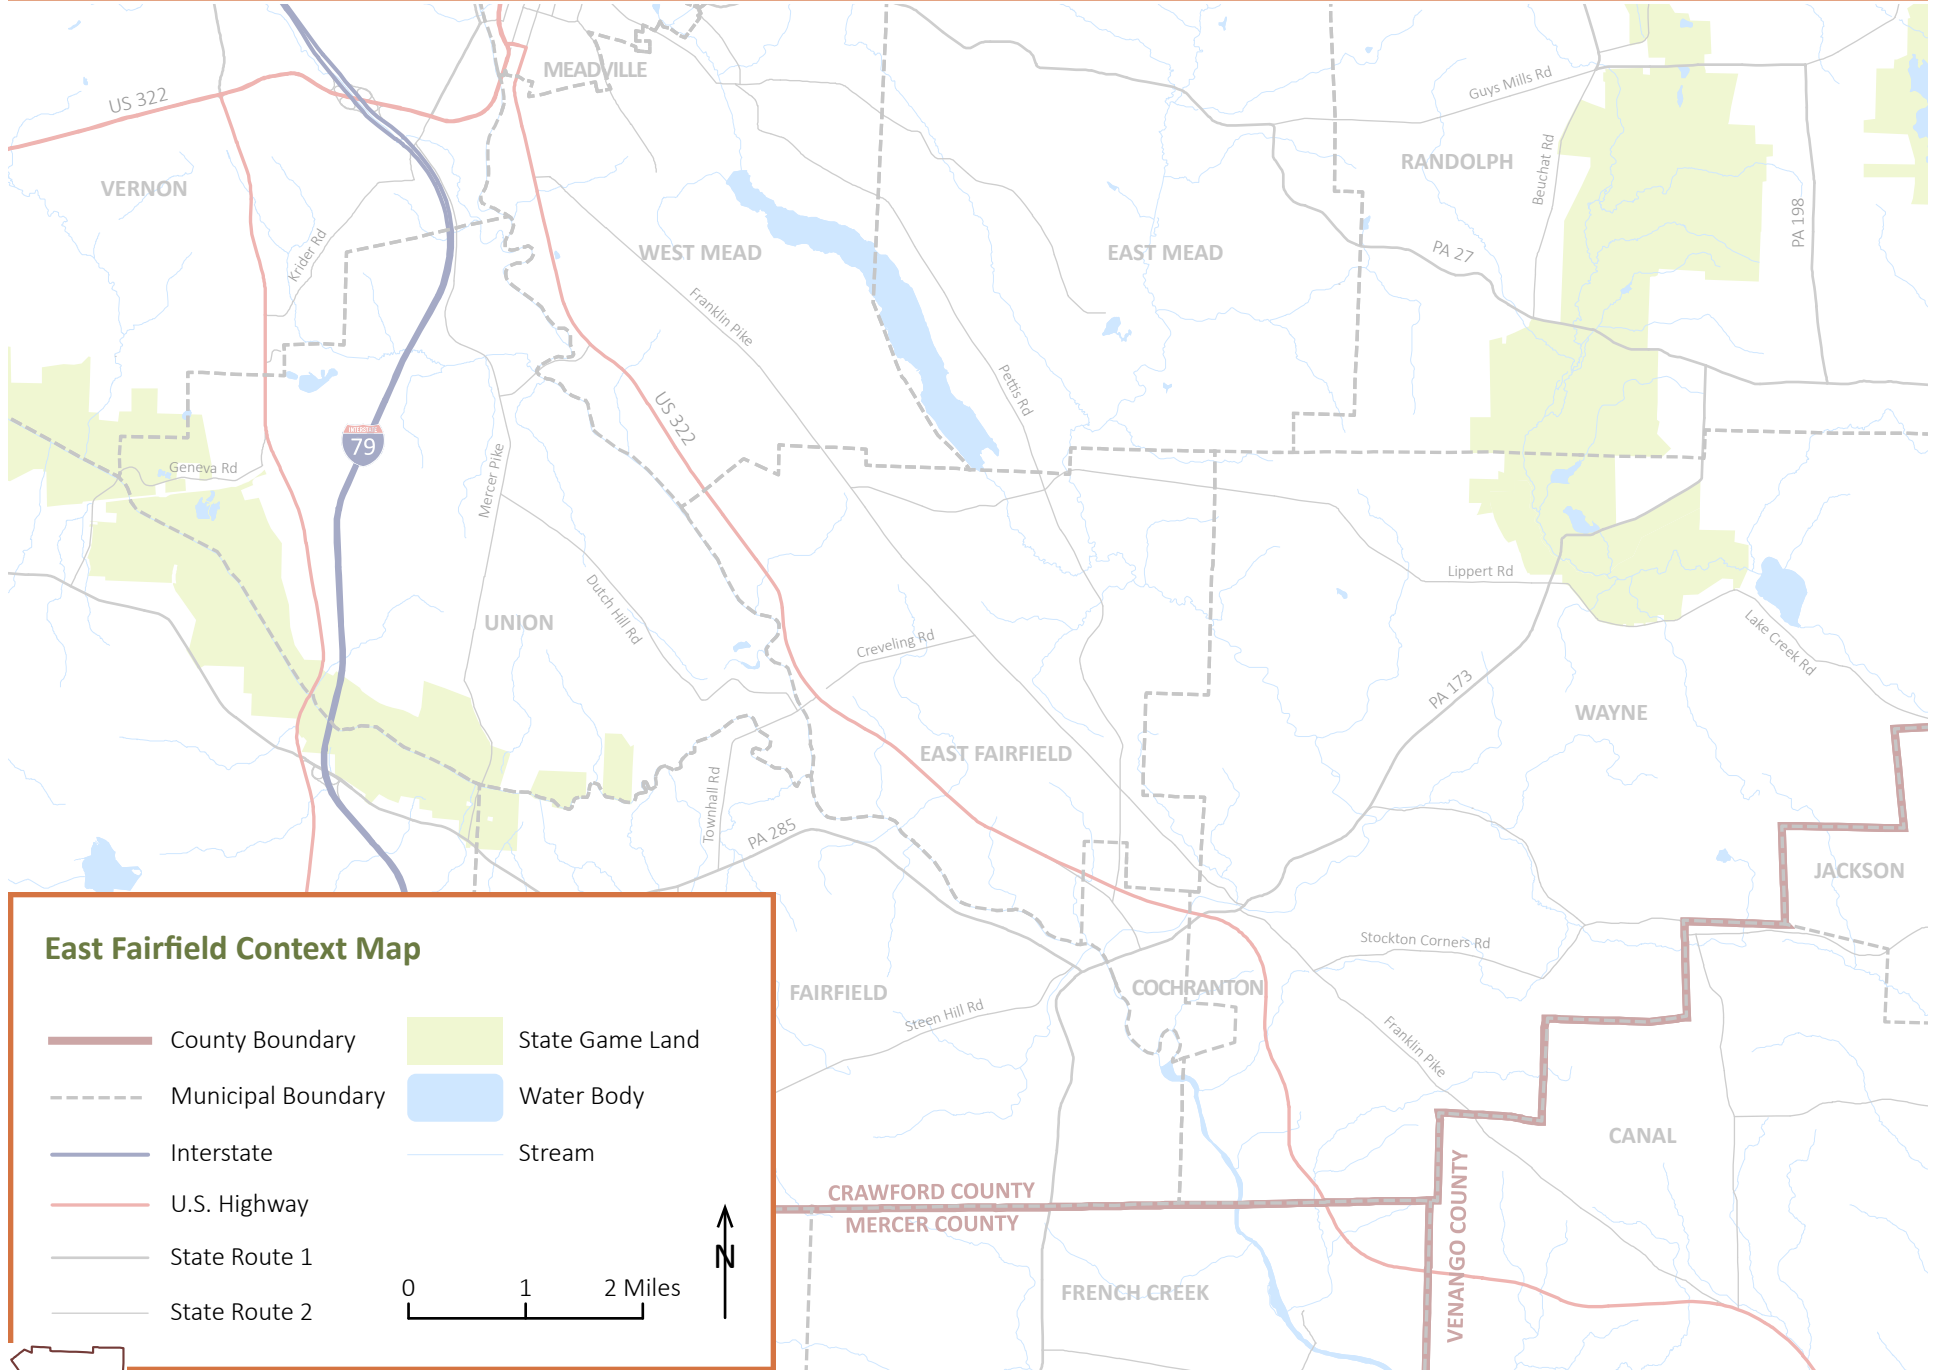 MEADVILLE
US 322
Guys Mills Rd
RANDOLPH
Beuchat Rd
VERNON
PA 198
Krider Rd
WEST MEAD
EAST MEAD
PA 27
Franklin Pike
Pettis Rd
US 322
INTERSTATE
79
Geneva Rd
Mercer Pike
Lippert Rd
Dutch Hill Rd
UNION
Creveling Rd
Lake Creek Rd
PA 173
WAYNE
EAST FAIRFIELD
Townhall Rd
PA 285
JACKSON
Stockton Corners Rd
FAIRFIELD
COCHRANTON
Steen Hill Rd
Franklin Pike
CANAL
CRAWFORD COUNTY
MERCER COUNTY
VENANGO COUNTY
FRENCH CREEK
East Fairfield Context Map
County Boundary
State Game Land
Municipal Boundary
Water Body
Interstate
Stream
U.S. Highway
State Route 1
State Route 2
0 1 2 Miles
N